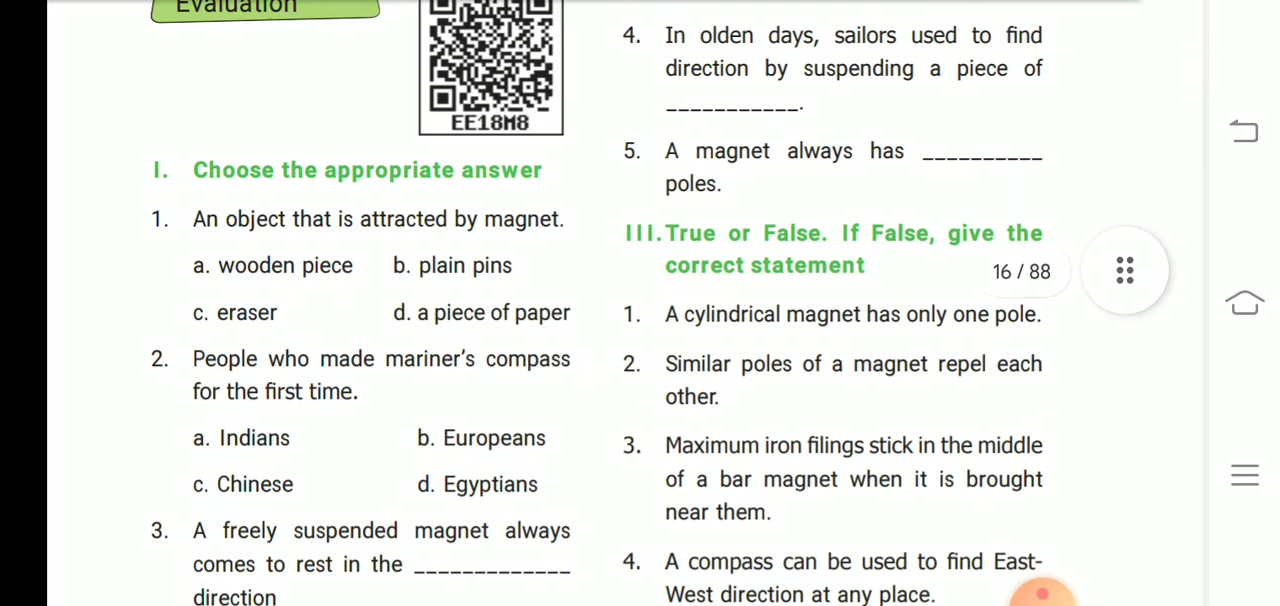 Evaluation
EE18M8
I. Choose the appropriate answer
1. An object that is attracted by magnet.
a. wooden piece b. plain pins
c. eraser d. a piece of paper
2. People who made mariner's compass
for the first time.
a. Indians b. Europeans
c. Chinese d. Egyptians
3. A freely suspended magnet always
comes to rest in the _____________
direction
4. In olden days, sailors used to find
direction by suspending a piece of
___________.
5. A magnet always has __________
poles.
III. True or False. If False, give the
correct statement
16 / 88
1. A cylindrical magnet has only one pole.
2. Similar poles of a magnet repel each
other.
3. Maximum iron filings stick in the middle
of a bar magnet when it is brought
near them.
4. A compass can be used to find East-
West direction at any place.